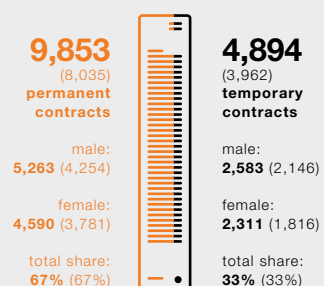 9,853
(8,035)
permanent
contracts
male:
5,263 (4,254)
female:
4,590 (3,781)
total share:
67% (67%)
4,894
(3,962)
temporary
contracts
male:
2,583 (2,146)
female:
2,311 (1,816)
total share:
33% (33%)